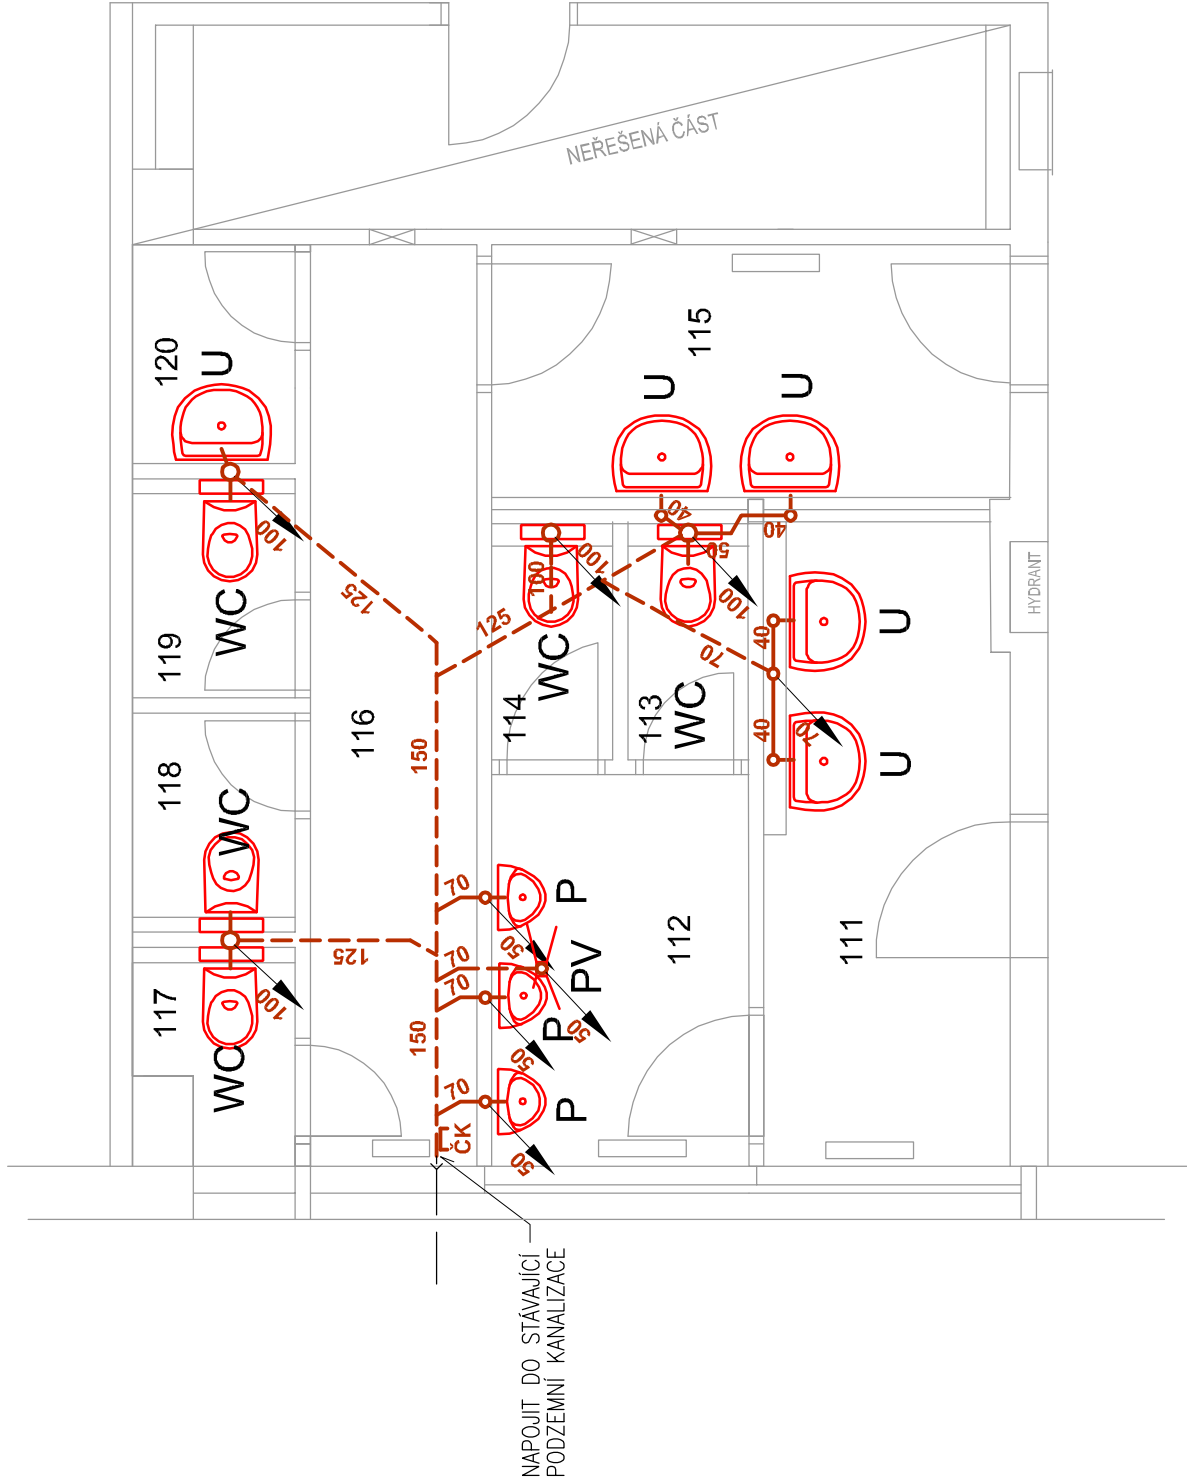 NEŘEŠENÁ ČÁST
120
U
115
U
U
100
125
119
WC
40
40
50
100
100
100
HYDRANT
125
WC
114
113
WC
70
40
40
70
U
U
116
150
118
WC
125
70
50
P
70
PV
50
112
111
117
100
WC
150
70
50
P
70
50
P
ČK
NAPOJIT DO STÁVAJÍCÍ
PODZEMNÍ KANALIZACE